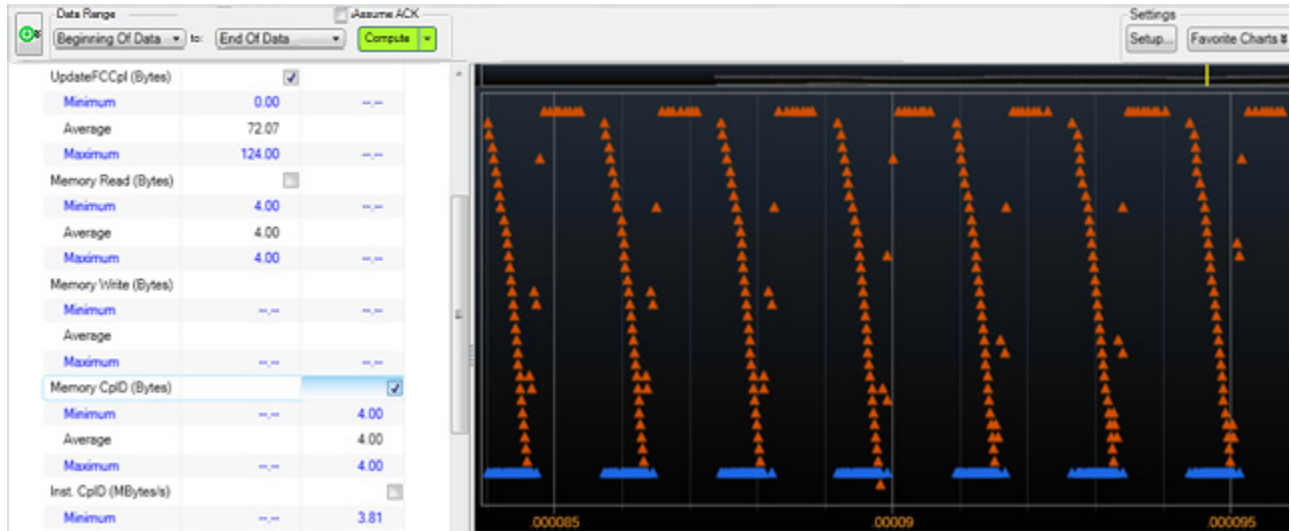 Data Range
Assume ACK
Settings
Beginning Of Data
to:
End Of Data
Compute
Setup...
Favorite Charts
UpdateFCCpl (Bytes)
Minimum 0.00 --.--
Average 72.07
Maximum 124.00 --.--
Memory Read (Bytes)
Minimum 4.00 --.--
Average 4.00
Maximum 4.00 --.--
Memory Write (Bytes)
Minimum --.-- --.--
Average
Maximum --.-- --.--
Memory CplD (Bytes)
Minimum --.-- 4.00
Average 4.00
Maximum --.-- 4.00
Inst. CplD (MBytes/s)
Minimum --.-- 3.81
.000085 .00009 .000095